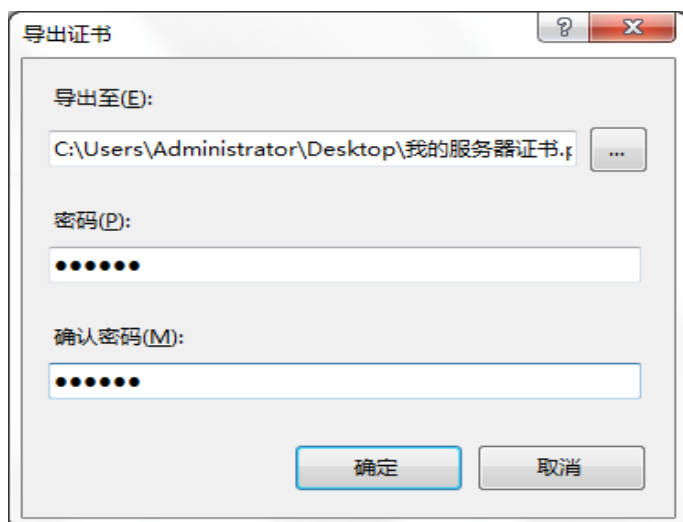 导出证书
导出至(E):
C:\Users\Administrator\Desktop\我的服务器证书.p
...
密码(P):
●●●●●●
确认密码(M):
●●●●●●
确定
取消